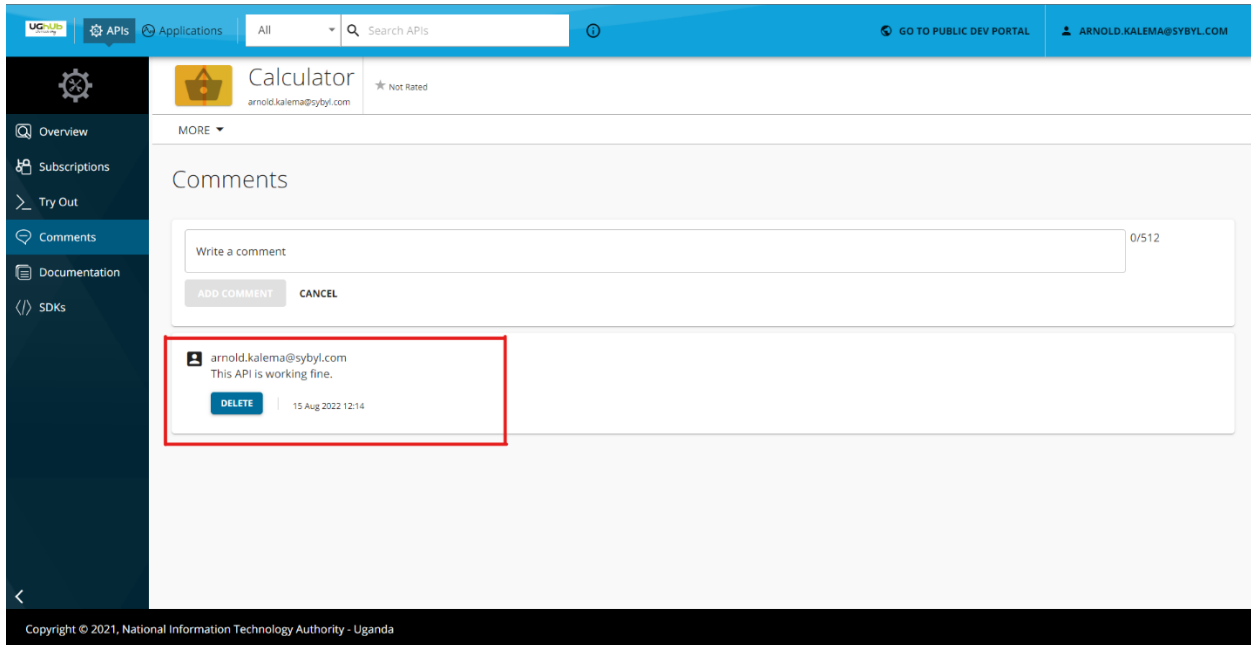 UGhub
APIs
Applications
All
Search APIs
GO TO PUBLIC DEV PORTAL
ARNOLD.KALEMA@SYBYL.COM
Calculator
arnold.kalema@sybyl.com
Not Rated
Overview
MORE
Subscriptions
Try Out
Comments
Documentation
SDKs
Comments
Write a comment
0/512
ADD COMMENT
CANCEL
arnold.kalema@sybyl.com
This API is working fine.
DELETE
15 Aug 2022 12:14
Copyright © 2021, National Information Technology Authority - Uganda